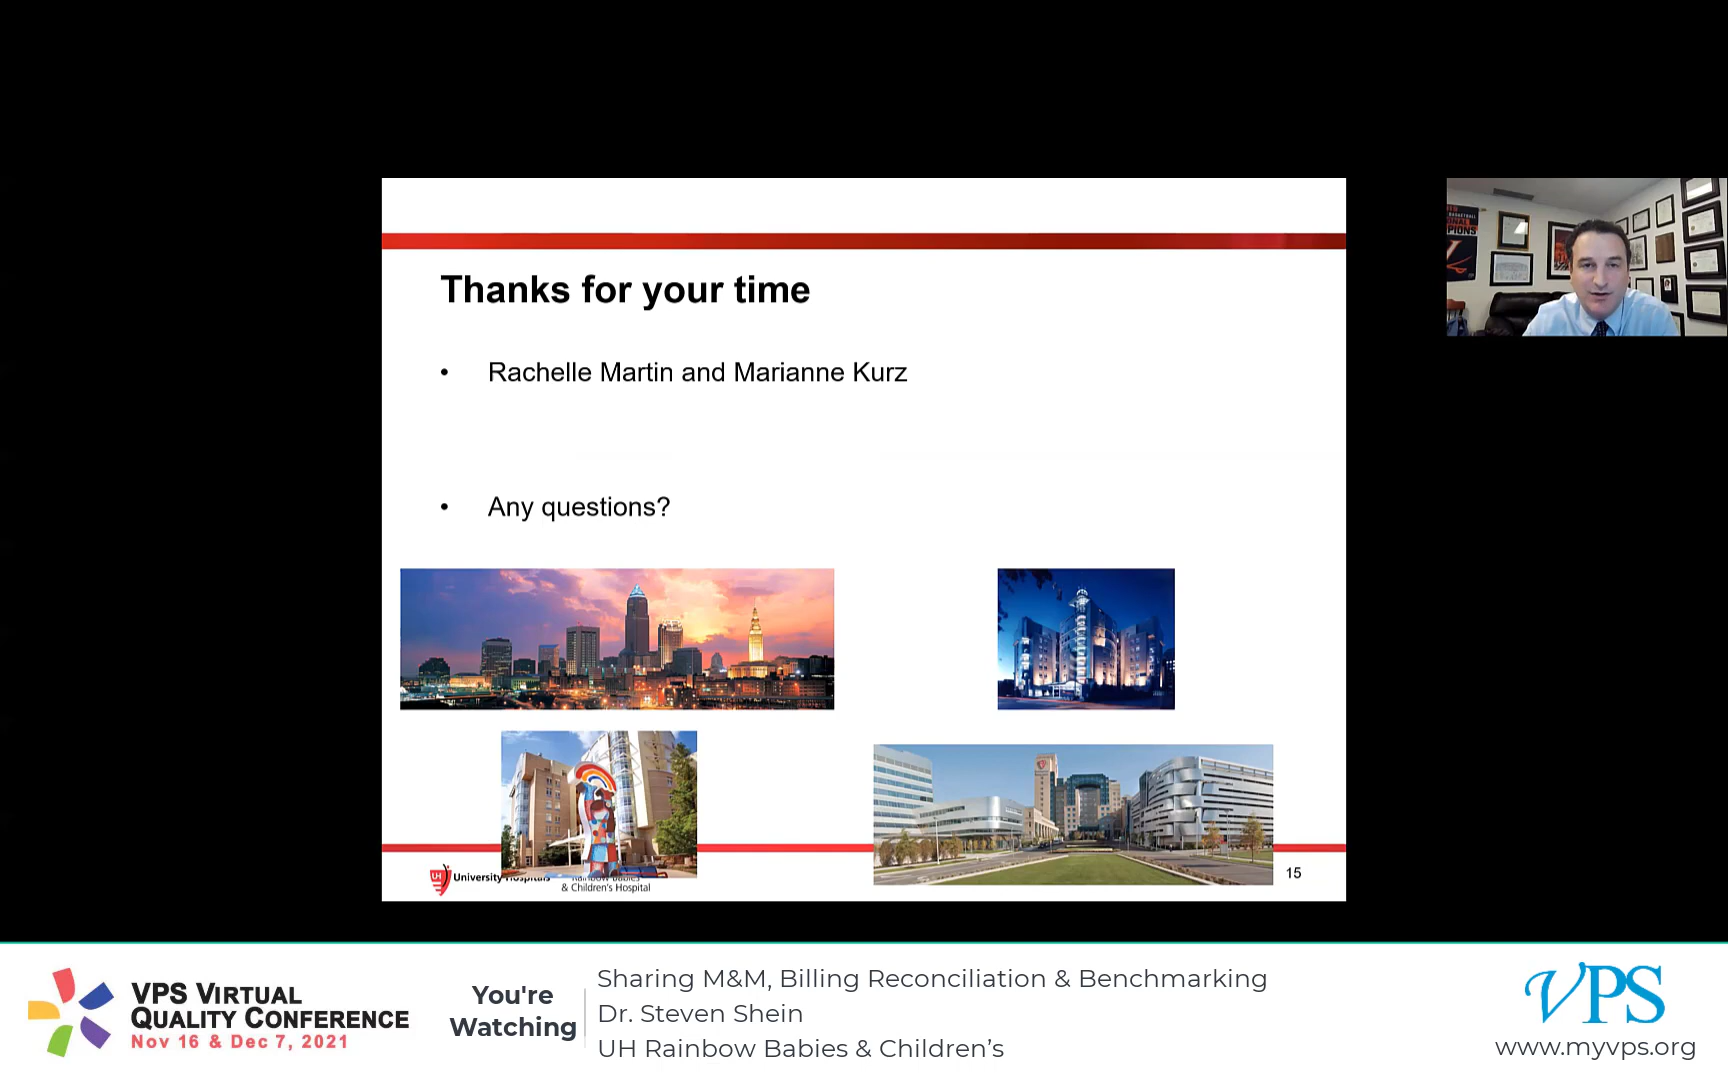 Thanks for your time
• Rachelle Martin and Marianne Kurz
• Any questions?
UH University Hospitals
& Children's Hospital
15
VPS VIRTUAL
QUALITY CONFERENCE
Nov 16 & Dec 7, 2021
You're
Watching
Sharing M&M, Billing Reconciliation & Benchmarking
Dr. Steven Shein
UH Rainbow Babies & Children’s
VPS
www.myvps.org